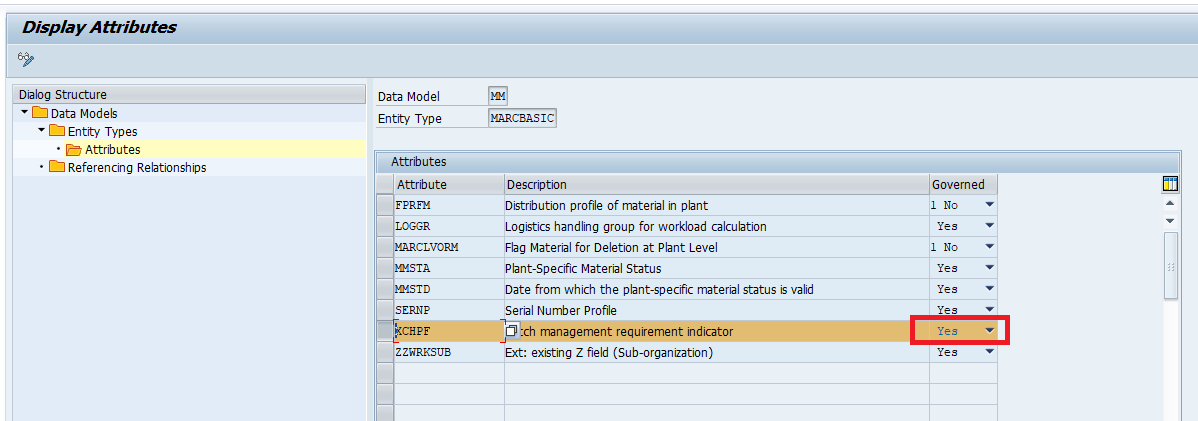 Display Attributes
Dialog Structure
Data Models
Entity Types
Attributes
Referencing Relationships
Data Model MM
Entity Type MARCBASIC
Attributes
Attribute Description Governed
FPRFM Distribution profile of material in plant 1 No
LOGGR Logistics handling group for workload calculation Yes
MARCLVORM Flag Material for Deletion at Plant Level 1 No
MMSTA Plant-Specific Material Status Yes
MMSTD Date from which the plant-specific material status is valid Yes
SERNP Serial Number Profile Yes
XCHPF tch management requirement indicator Yes
ZZWRKSUB Ext: existing Z field (Sub-organization) Yes